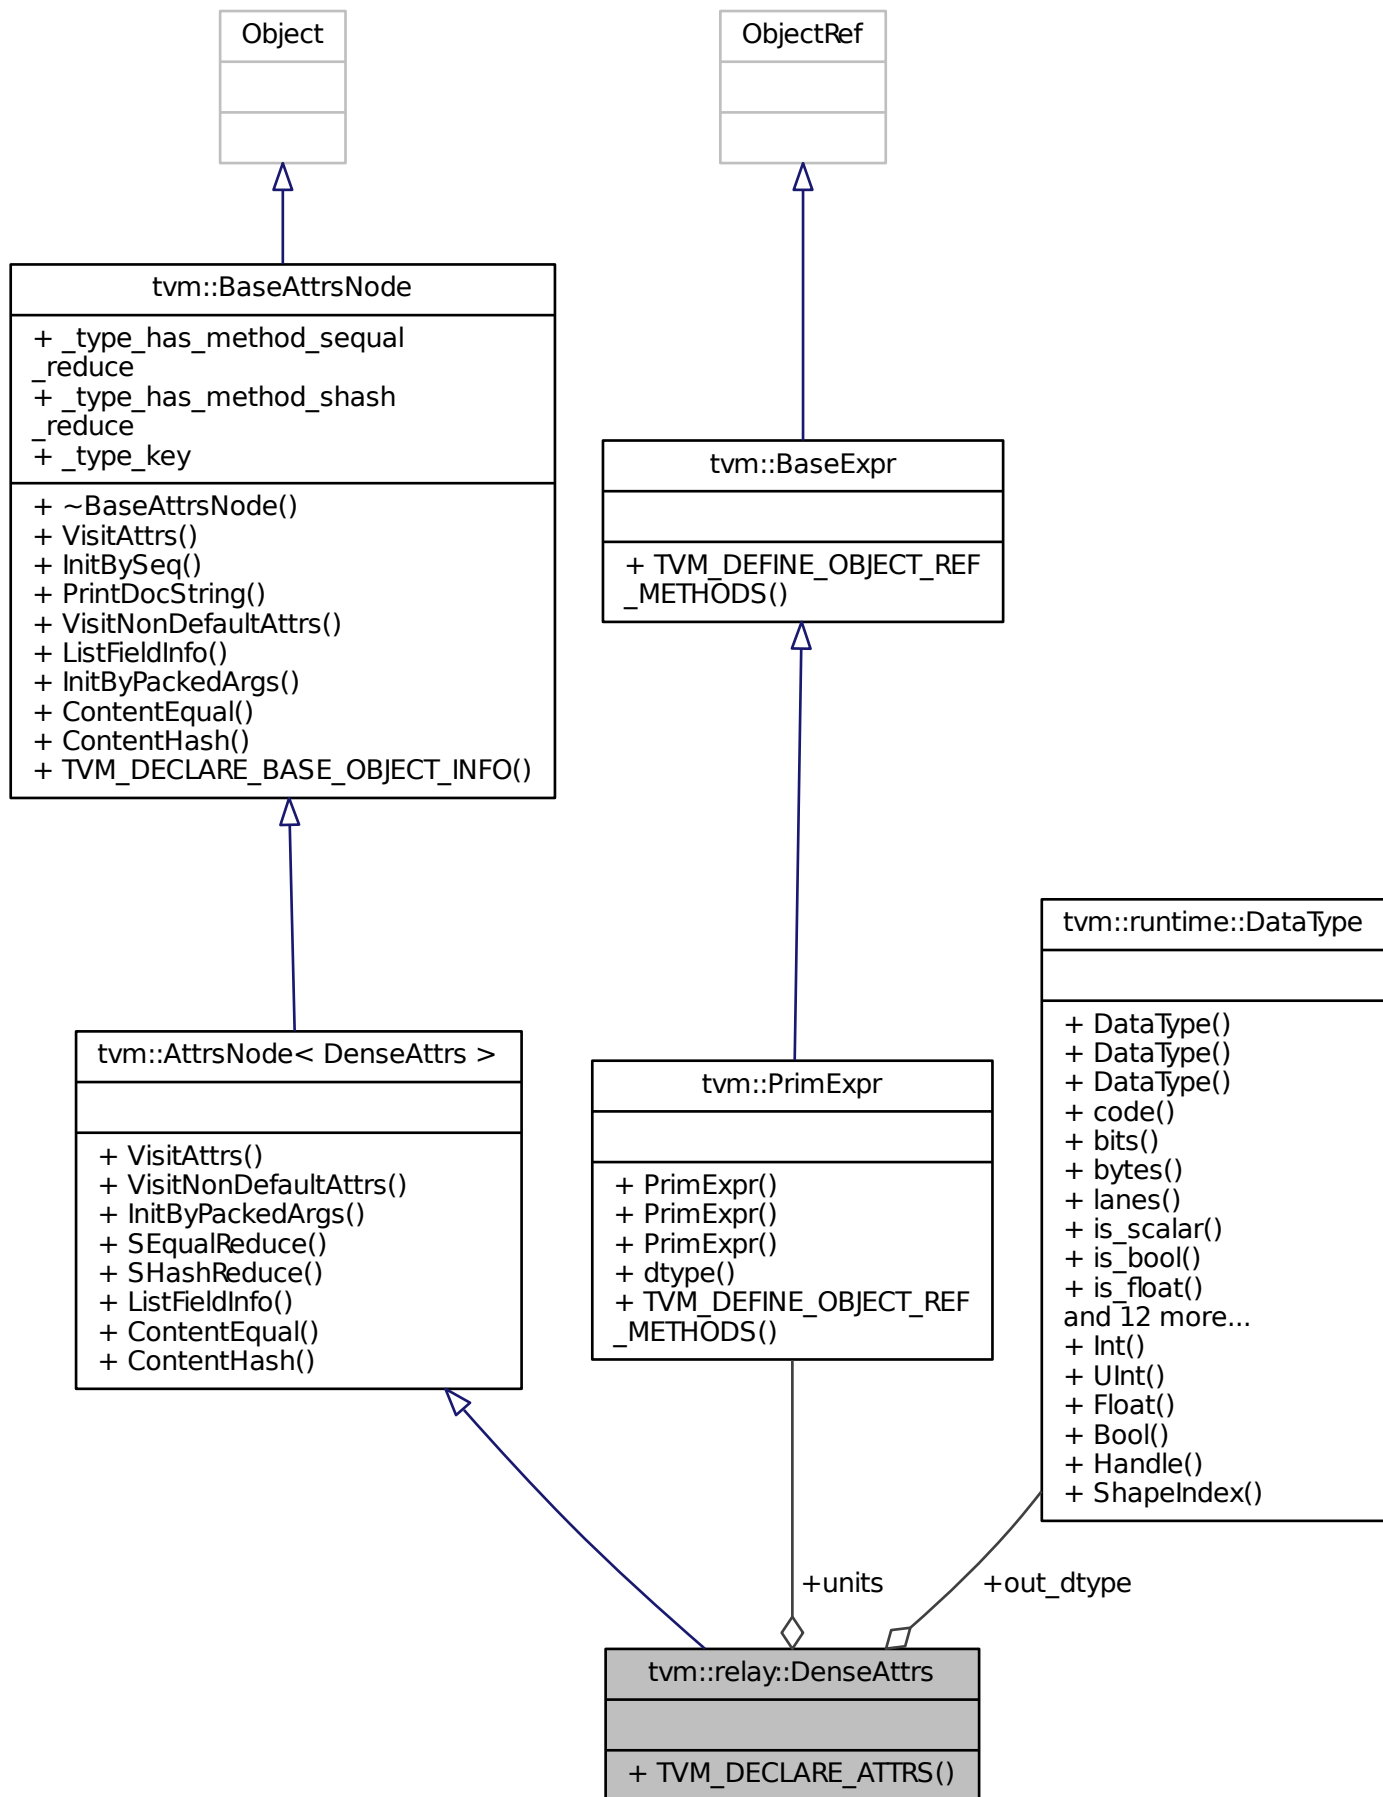 Object
ObjectRef
tvm::BaseAttrsNode
+ _type_has_method_sequal
_reduce
+ _type_has_method_shash
_reduce
+ _type_key
+ ~BaseAttrsNode()
+ VisitAttrs()
+ InitBySeq()
+ PrintDocString()
+ VisitNonDefaultAttrs()
+ ListFieldInfo()
+ InitByPackedArgs()
+ ContentEqual()
+ ContentHash()
+ TVM_DECLARE_BASE_OBJECT_INFO()
tvm::BaseExpr
+ TVM_DEFINE_OBJECT_REF
_METHODS()
tvm::AttrsNode< DenseAttrs >
+ VisitAttrs()
+ VisitNonDefaultAttrs()
+ InitByPackedArgs()
+ SEqualReduce()
+ SHashReduce()
+ ListFieldInfo()
+ ContentEqual()
+ ContentHash()
tvm::PrimExpr
+ PrimExpr()
+ PrimExpr()
+ PrimExpr()
+ dtype()
+ TVM_DEFINE_OBJECT_REF
_METHODS()
tvm::runtime::DataType
+ DataType()
+ DataType()
+ DataType()
+ code()
+ bits()
+ bytes()
+ lanes()
+ is_scalar()
+ is_bool()
+ is_float()
and 12 more...
+ Int()
+ UInt()
+ Float()
+ Bool()
+ Handle()
+ ShapeIndex()
+units
+out_dtype
tvm::relay::DenseAttrs
+ TVM_DECLARE_ATTRS()